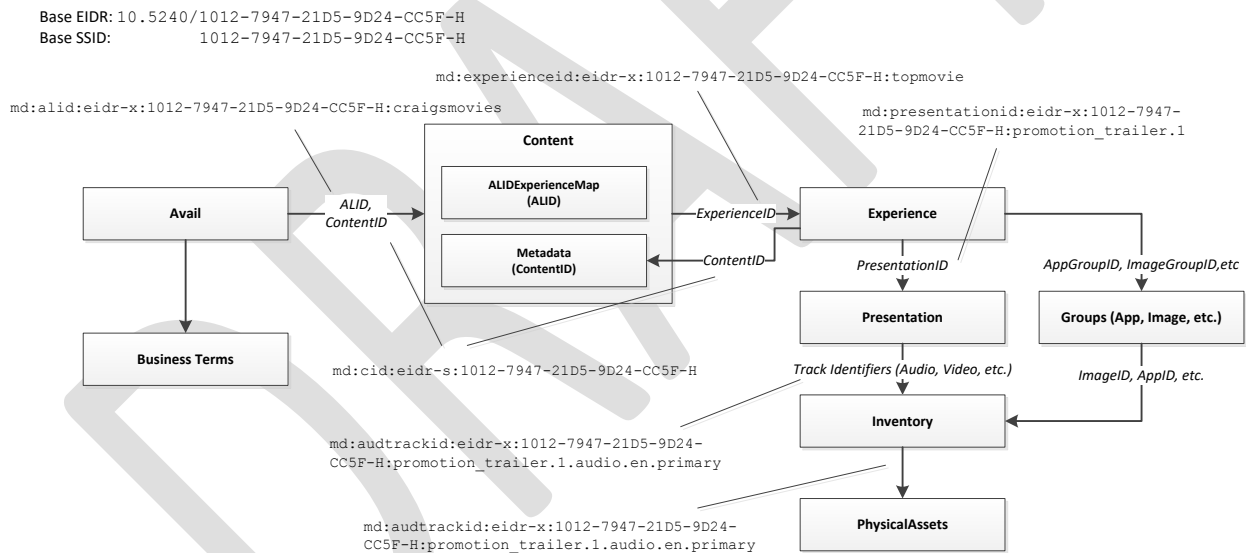 Base EIDR: 10.5240/1012-7947-21D5-9D24-CC5F-H
Base SSID: 1012-7947-21D5-9D24-CC5F-H
md:experienceid:eidr-x:1012-7947-21D5-9D24-CC5F-H:topmovie
md:alid:eidr-x:1012-7947-21D5-9D24-CC5F-H:craigsmovies
md:presentationid:eidr-x:1012-7947-
21D5-9D24-CC5F-H:promotion_trailer.1
Content
ALIDExperienceMap
(ALID)
Avail
ALID,
ContentID
ExperienceID
Experience
Metadata
(ContentID)
ContentID
PresentationID
AppGroupID, ImageGroupID,etc
Presentation
Groups (App, Image, etc.)
Business Terms
md:cid:eidr-s:1012-7947-21D5-9D24-CC5F-H
Track Identifiers (Audio, Video, etc.)
ImageID, AppID, etc.
Inventory
md:audtrackid:eidr-x:1012-7947-21D5-9D24-
CC5F-H:promotion_trailer.1.audio.en.primary
PhysicalAssets
md:audtrackid:eidr-x:1012-7947-21D5-9D24-
CC5F-H:promotion_trailer.1.audio.en.primary
DRAFT